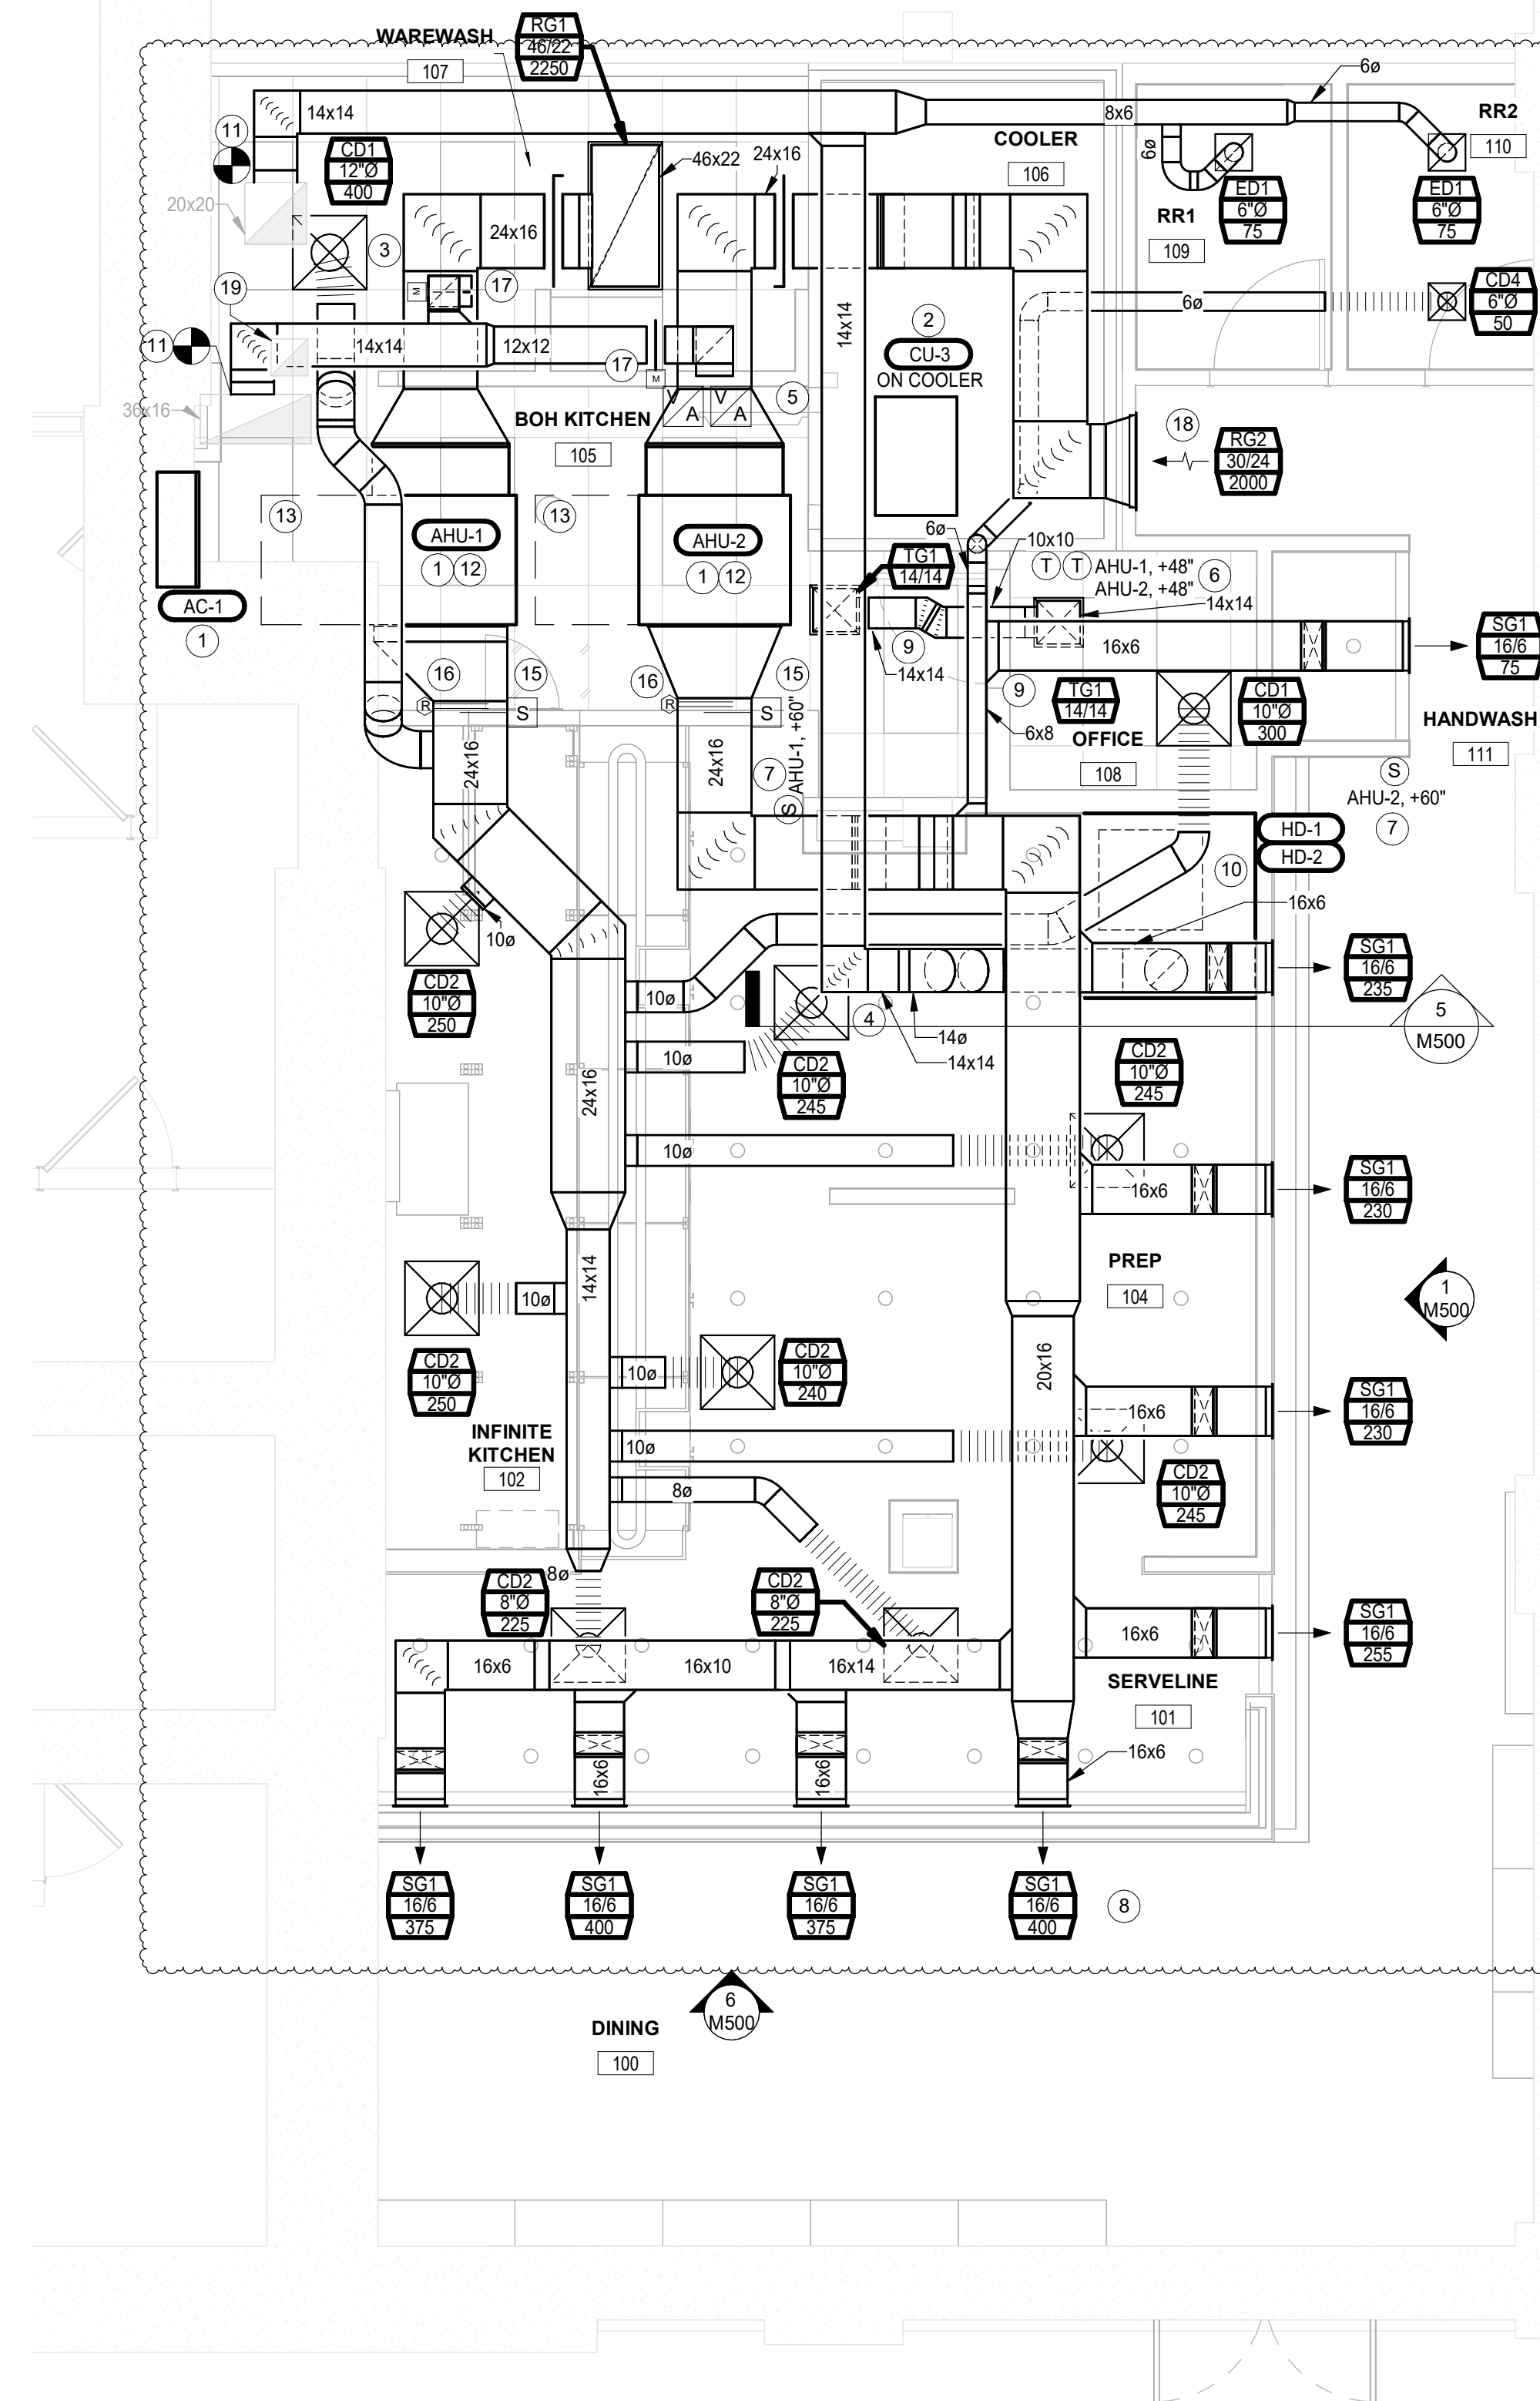 WAREWASH
107
RG1
46/22
2250
6ø
14x14
8x6
RR2
110
11
COOLER
106
6ø
CD1
12"Ø
400
46x22
24x16
20x20
ED1
6"Ø
75
ED1
6"Ø
75
RR1
109
3
24x16
17
19
CD4
6"Ø
50
6ø
M
14x14
2
CU-3
ON COOLER
11
14x14
12x12
17
M
36x16
V
A
V
A
5
BOH KITCHEN
105
18
RG2
30/24
2000
13
13
AHU-1
1
12
AHU-2
1
12
6ø
10x10
TG1
14/14
T
T
AHU-1, +48"
AHU-2, +48"
6
14x14
AC-1
1
9
16x6
SG1
16/6
75
16
15
16
15
14x14
9
R
S
R
S
TG1
14/14
CD1
10"Ø
300
HANDWASH
111
6x8
OFFICE
108
24x16
24x16
7
S
AHU-1, +60"
S
AHU-2, +60"
7
HD-1
HD-2
10
16x6
10ø
CD2
10"Ø
250
10ø
SG1
16/6
235
4
14ø
14x14
5
M500
10ø
CD2
10"Ø
245
CD2
10"Ø
245
24x16
10ø
16x6
SG1
16/6
230
PREP
104
14x14
10ø
1
M500
20x16
CD2
10"Ø
250
10ø
CD2
10"Ø
240
16x6
SG1
16/6
230
INFINITE
KITCHEN
102
10ø
8ø
CD2
10"Ø
245
CD2
8"Ø
225
8ø
CD2
8"Ø
225
16x6
SG1
16/6
255
16x6
16x10
16x14
SERVELINE
101
16x6
16x6
16x6
SG1
16/6
375
SG1
16/6
400
SG1
16/6
375
SG1
16/6
400
8
6
M500
DINING
100